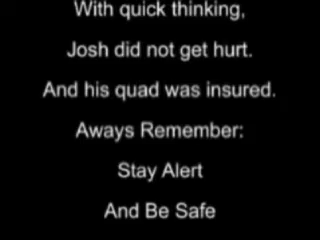 With quick thinking,
Josh did not get hurt.
And his quad was insured.
Aways Remember:
Stay Alert
And Be Safe